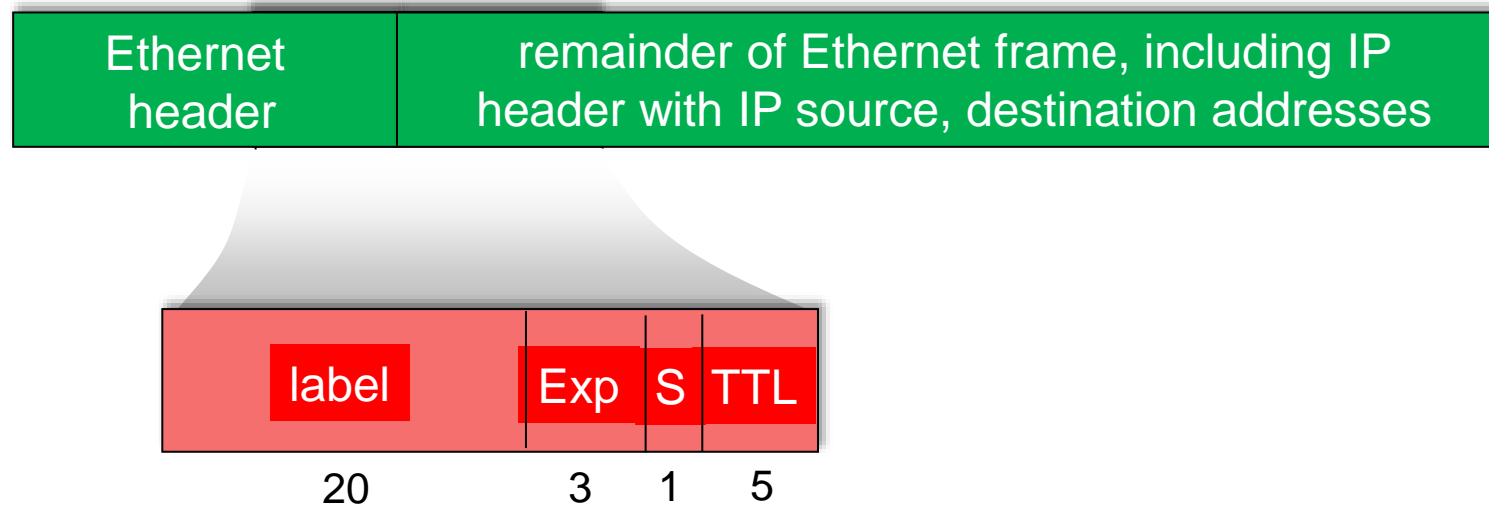 Ethernet
header
remainder of Ethernet frame, including IP
header with IP source, destination addresses
label Exp S TTL
20 3 1 5